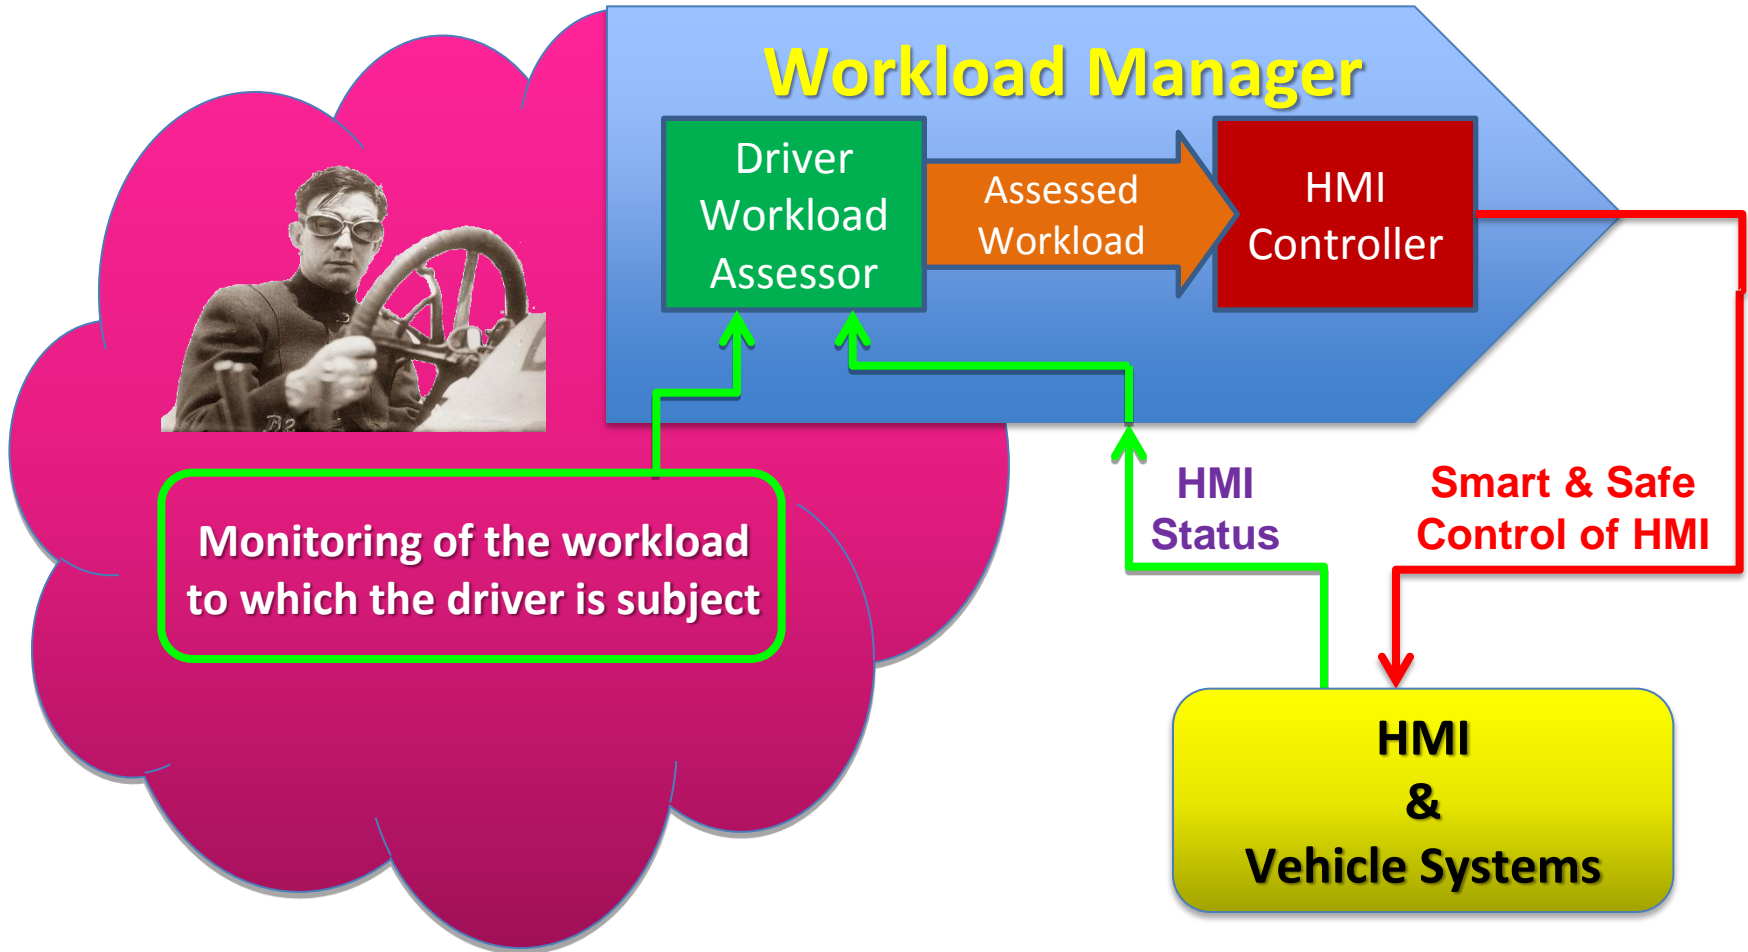 Workload Manager
Driver
Workload
Assessor
Assessed
Workload
HMI
Controller
Monitoring of the workload
to which the driver is subject
HMI
Status
Smart & Safe
Control of HMI
HMI
&
Vehicle Systems